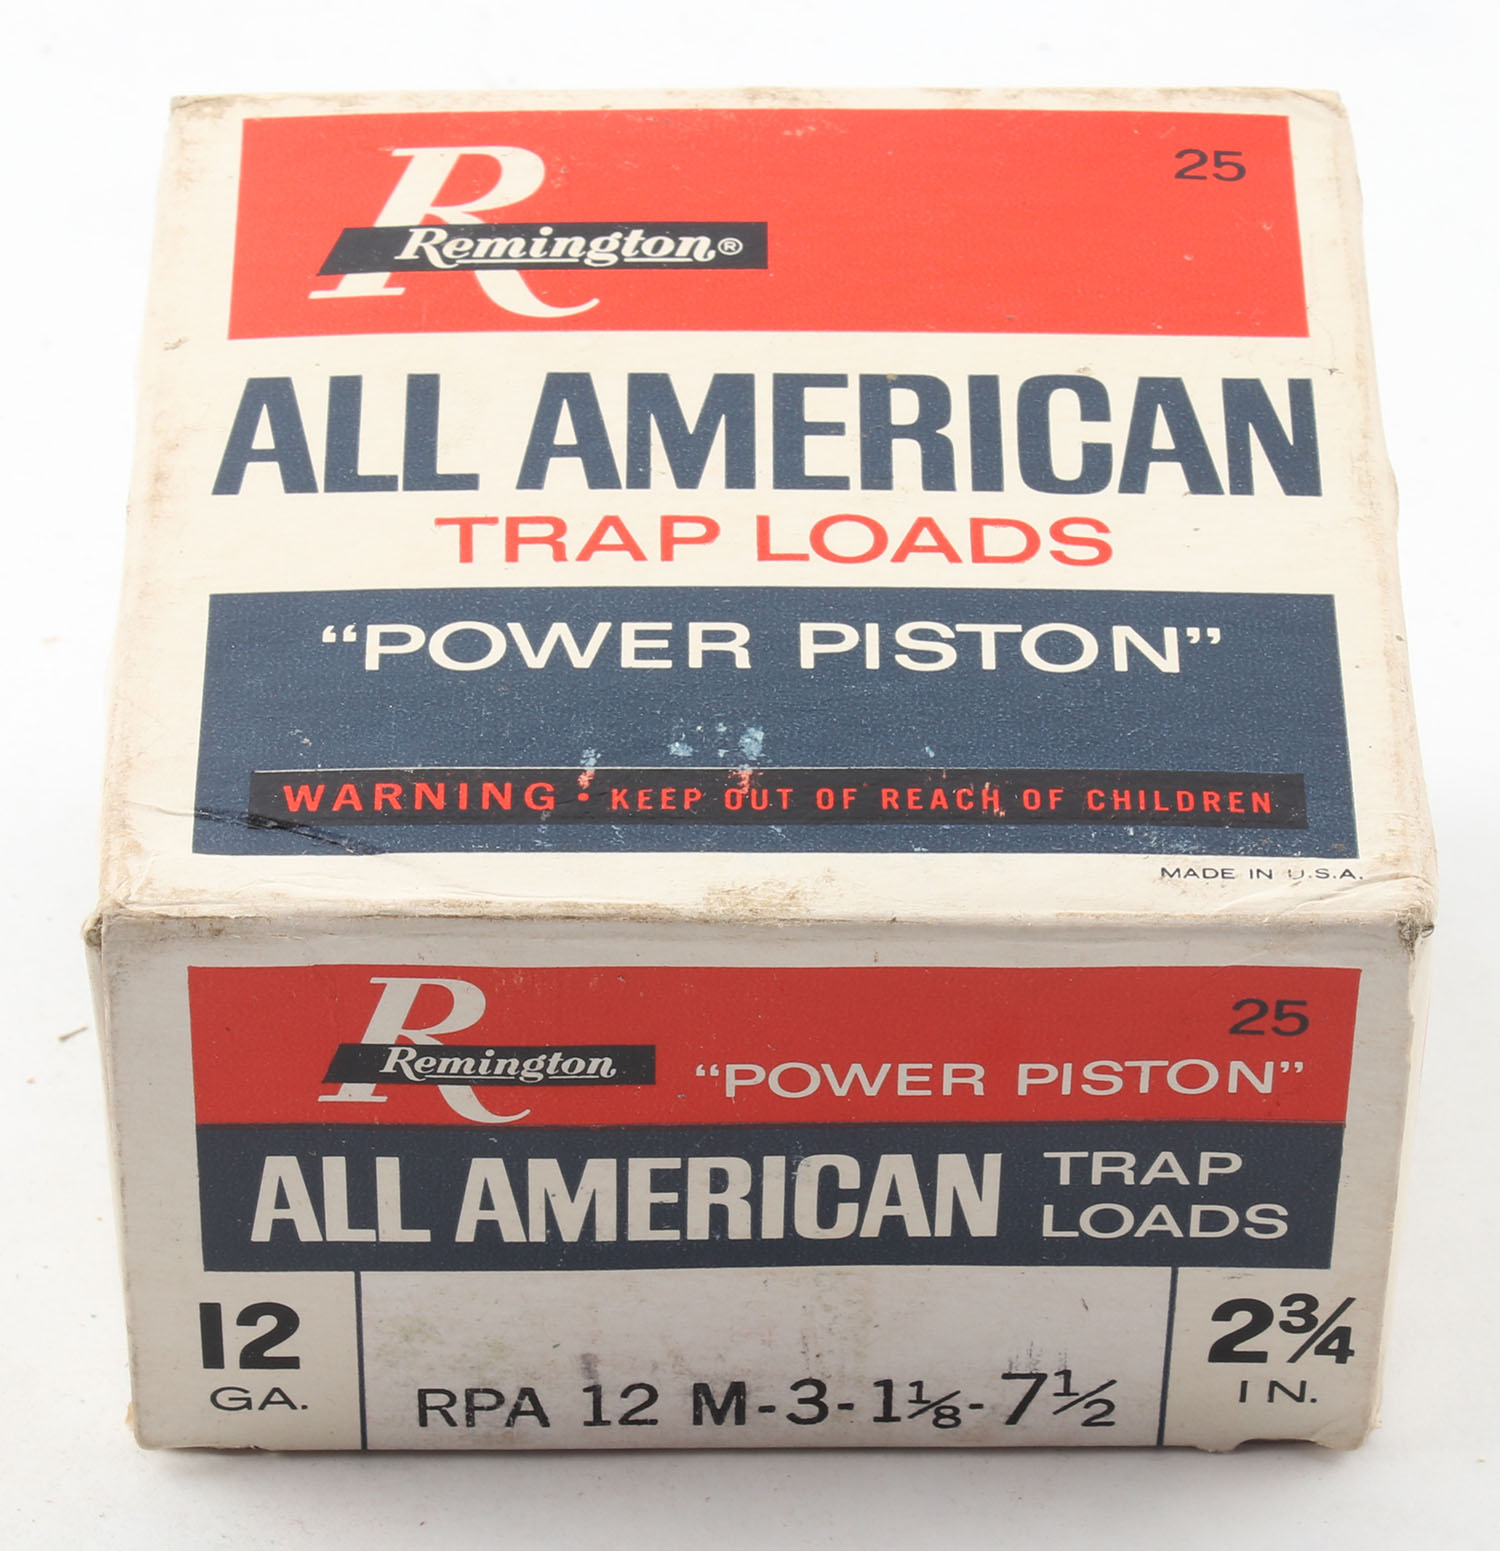 25
R
Remington®
ALL AMERICAN
TRAP LOADS
“POWER PISTON”
WARNING • KEEP OUT OF REACH OF CHILDREN
MADE IN U.S.A.
25
R
Remington “POWER PISTON”
ALL AMERICAN TRAP LOADS
12 GA.
RPA 12 M-3-1⅛-7½
2¾ IN.